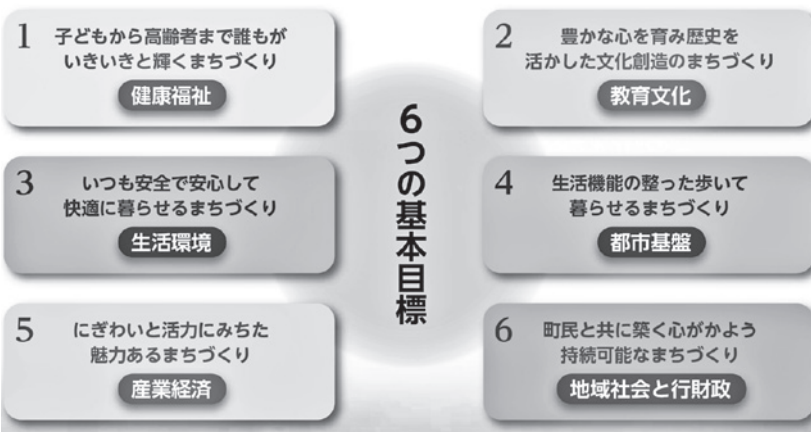 6つの基本目標
1
子どもから高齢者まで誰もが
いきいきと輝くまちづくり
健康福祉
2
豊かな心を育み歴史を
活かした文化創造のまちづくり
教育文化
3
いつも安全で安心して
快適に暮らせるまちづくり
生活環境
4
生活機能の整った歩いて
暮らせるまちづくり
都市基盤
5
にぎわいと活力にみちた
魅力あるまちづくり
産業経済
6
町民と共に築く心がかよう
持続可能なまちづくり
地域社会と行財政